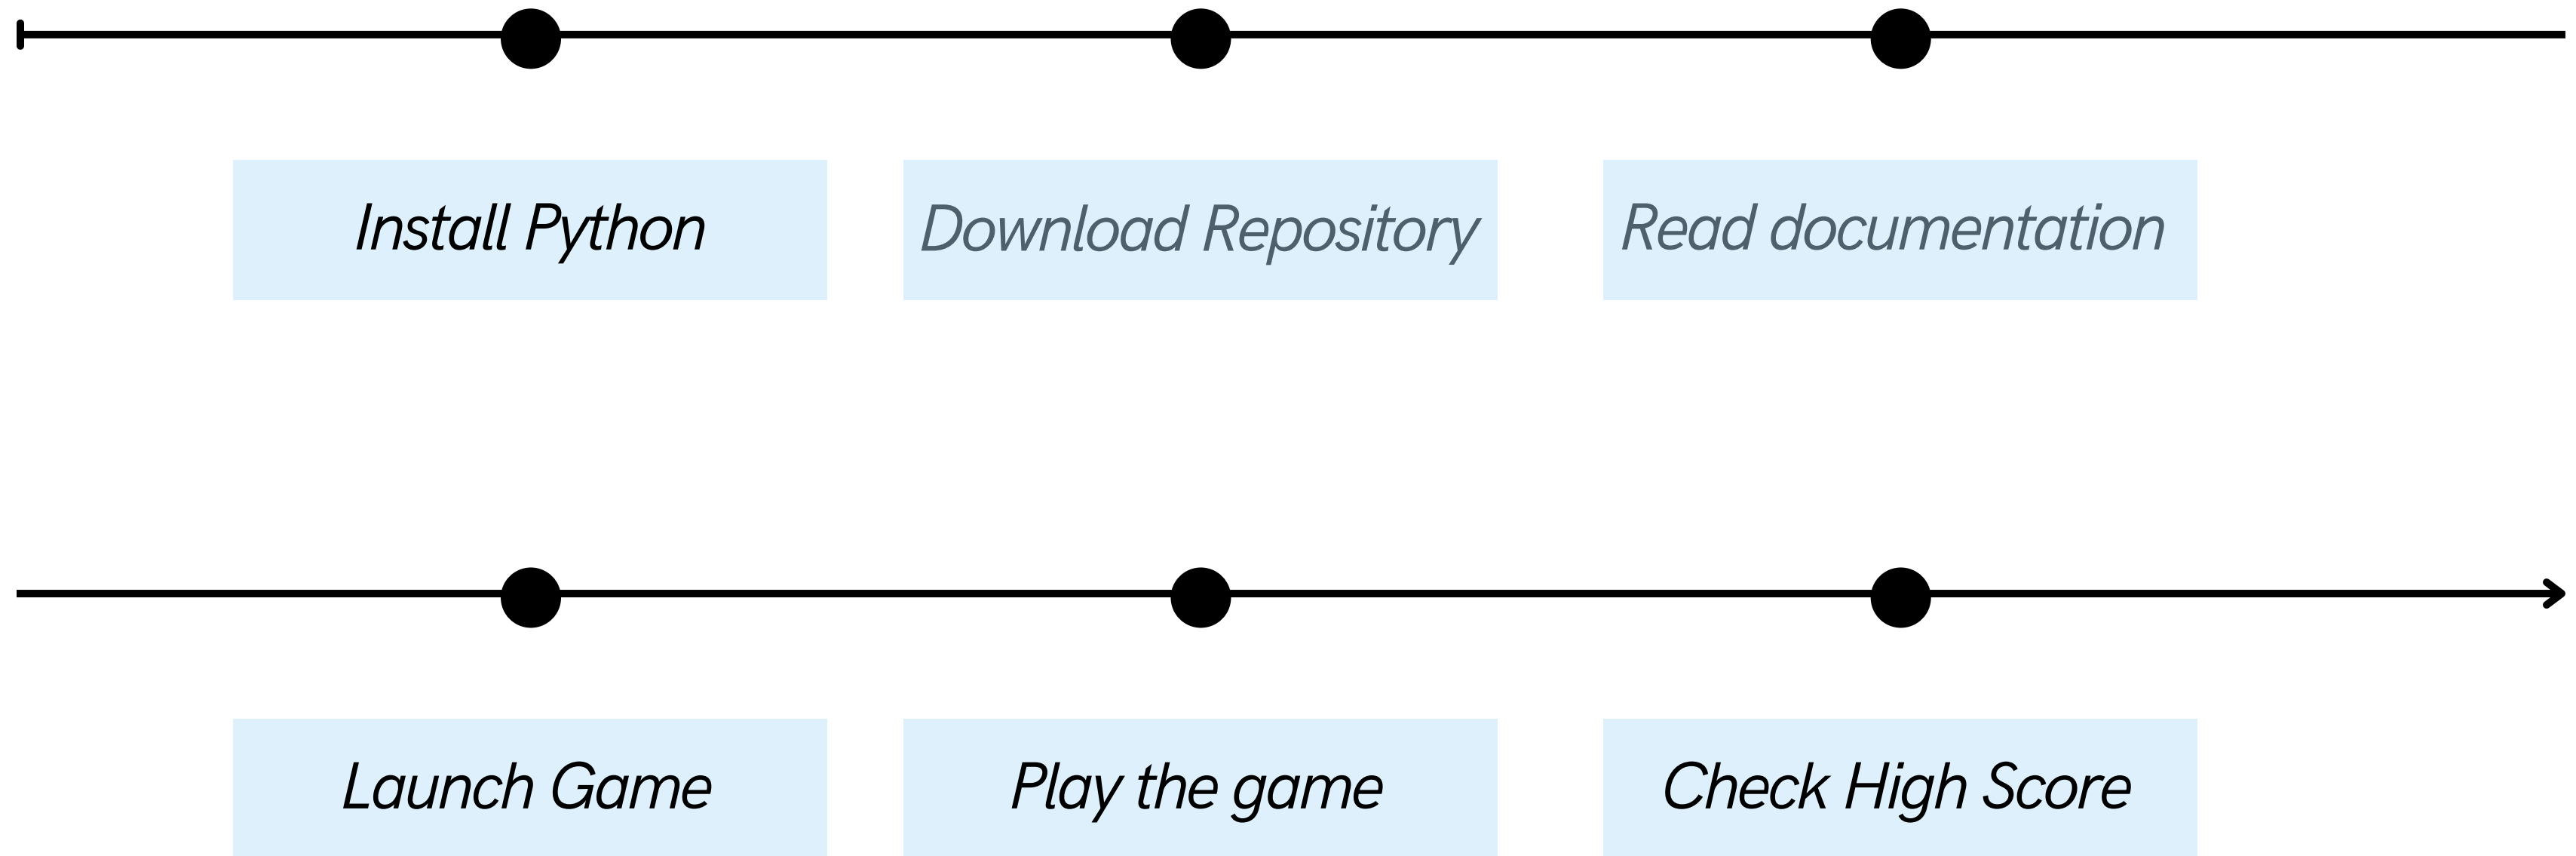 Install Python
Download Repository
Read documentation
Launch Game
Play the game
Check High Score